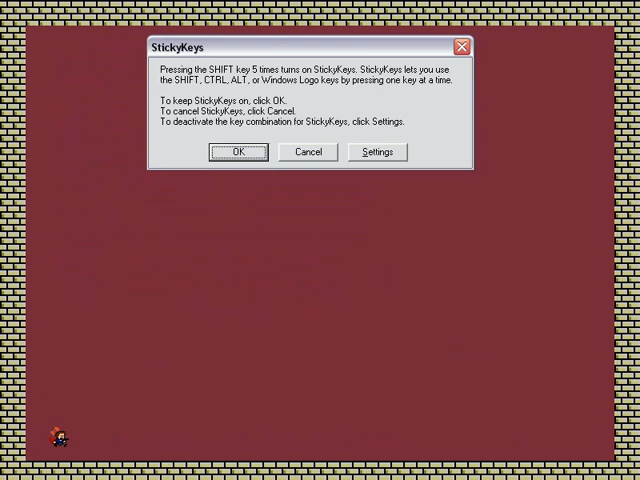 StickyKeys
Pressing the SHIFT key 5 times turns on StickyKeys. StickyKeys lets you use
the SHIFT, CTRL, ALT, or Windows Logo keys by pressing one key at a time.
To keep StickyKeys on, click OK.
To cancel StickyKeys, click Cancel.
To deactivate the key combination for StickyKeys, click Settings.
OK Cancel Settings